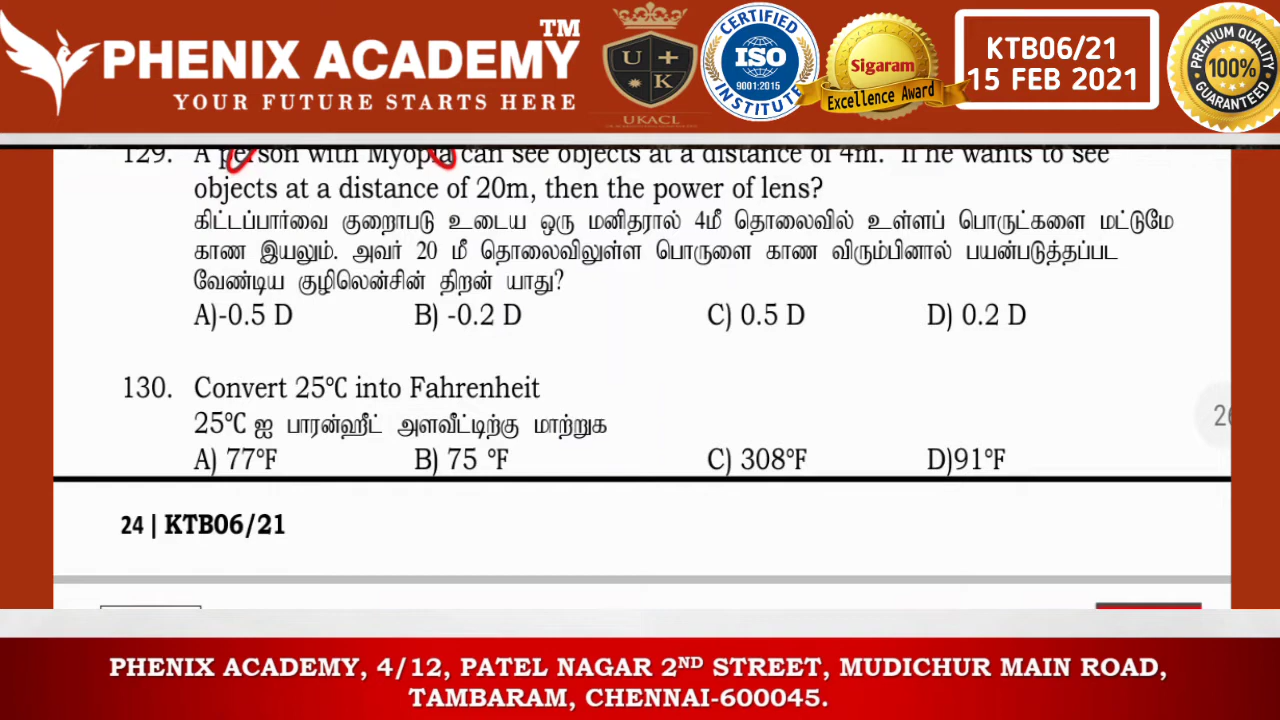 TM
PHENIX ACADEMY
YOUR FUTURE STARTS HERE
U + K
UKACL
CERTIFIED
ISO
9001:2015
INSTITUTE
Sigaram
Excellence Award
KTB06/21
15 FEB 2021
PREMIUM QUALITY
100%
GUARANTEED
129. A person with Myopia can see objects at a distance of 4m. If he wants to see
objects at a distance of 20m, then the power of lens?
கிட்டப்பார்வை குறைாபடு உடைய ஒரு மனிதரால் 4மீ தொலைவில் உள்ளப் பொருட்களை மட்டுமே
காண இயலும். அவர் 20 மீ தொலைவிலுள்ள பொருளை காண விரும்பினால் பயன்படுத்தப்பட
வேண்டிய குழிலென்சின் திறன் யாது?
A)-0.5 D B) -0.2 D C) 0.5 D D) 0.2 D
130. Convert 25°C into Fahrenheit
25°C ஐ பாரன்ஹீட் அளவீட்டிற்கு மாற்றுக
A) 77°F B) 75 °F C) 308°F D)91°F
24 | KTB06/21
PHENIX ACADEMY, 4/12, PATEL NAGAR 2ND STREET, MUDICHUR MAIN ROAD,
TAMBARAM, CHENNAI-600045.